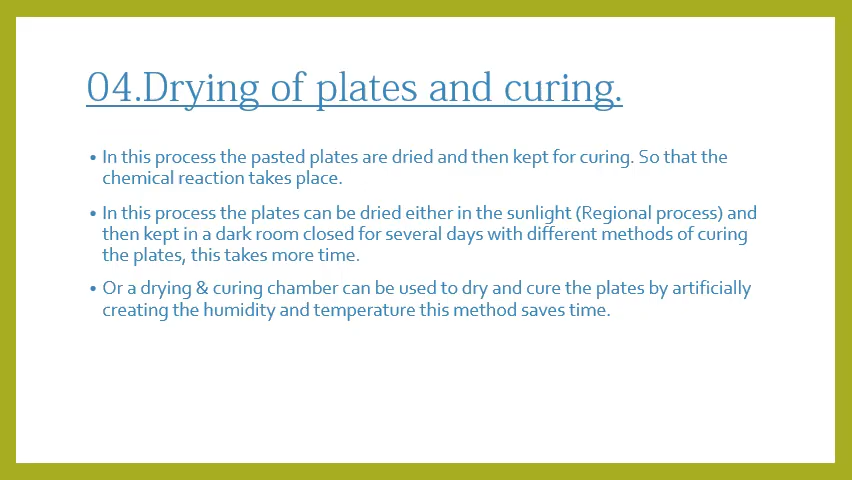 04.Drying of plates and curing.
• In this process the pasted plates are dried and then kept for curing. So that the
chemical reaction takes place.
• In this process the plates can be dried either in the sunlight (Regional process) and
then kept in a dark room closed for several days with different methods of curing
the plates, this takes more time.
• Or a drying & curing chamber can be used to dry and cure the plates by artificially
creating the humidity and temperature this method saves time.